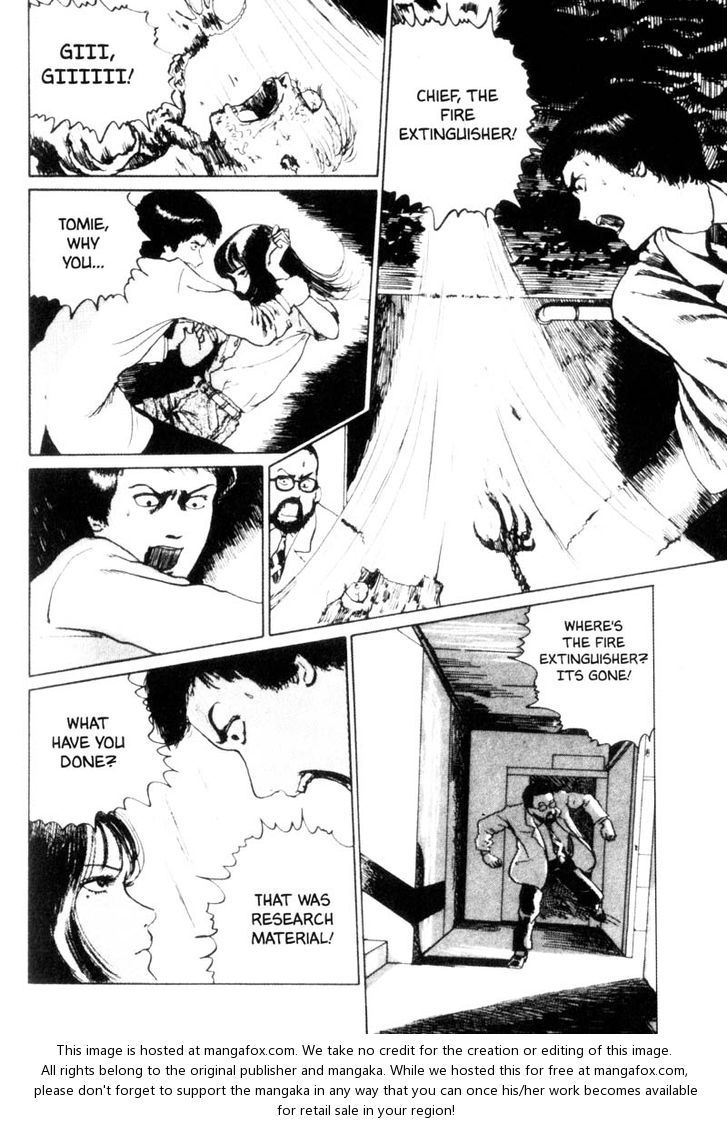 CHIEF, THE
FIRE
EXTINGUISHER!
GIII,
GIIIIII!
TOMIE,
WHY
YOU...
WHERE'S
THE FIRE
EXTINGUISHER?
ITS GONE!
WHAT
HAVE YOU
DONE?
THAT WAS
RESEARCH
MATERIAL!
This image is hosted at mangafox.com. We take no credit for the creation or editing of this image.
All rights belong to the original publisher and mangaka. While we hosted this for free at mangafox.com,
please don't forget to support the mangaka in any way that you can once his/her work becomes available
for retail sale in your region!